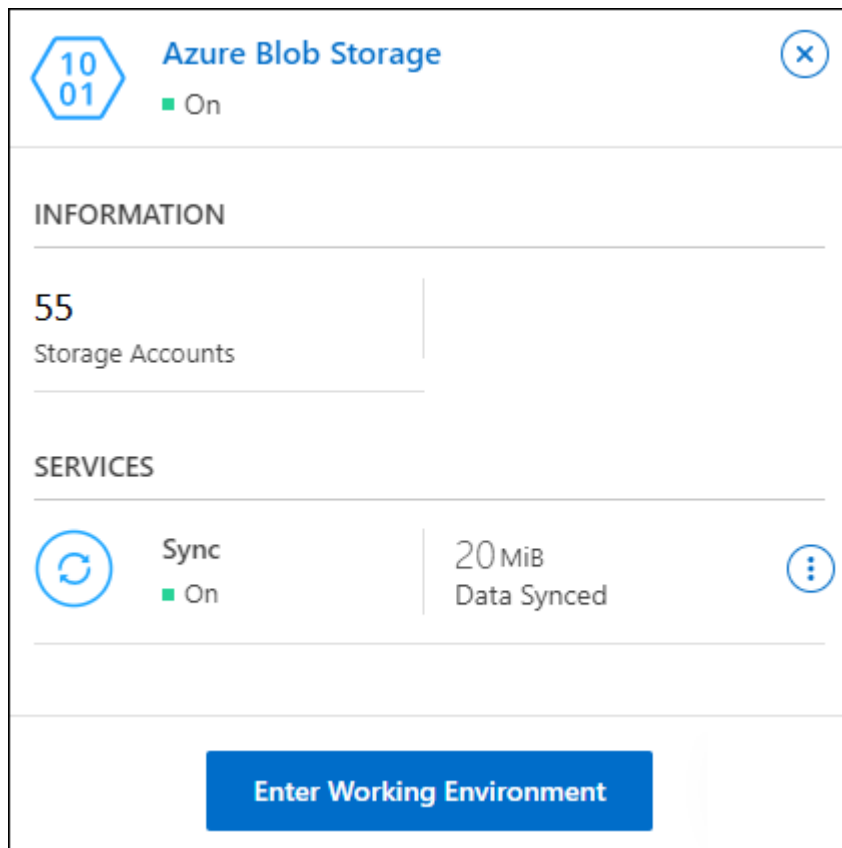 10
01
Azure Blob Storage
On
INFORMATION
55
Storage Accounts
SERVICES
Sync
On
20 MiB
Data Synced
Enter Working Environment